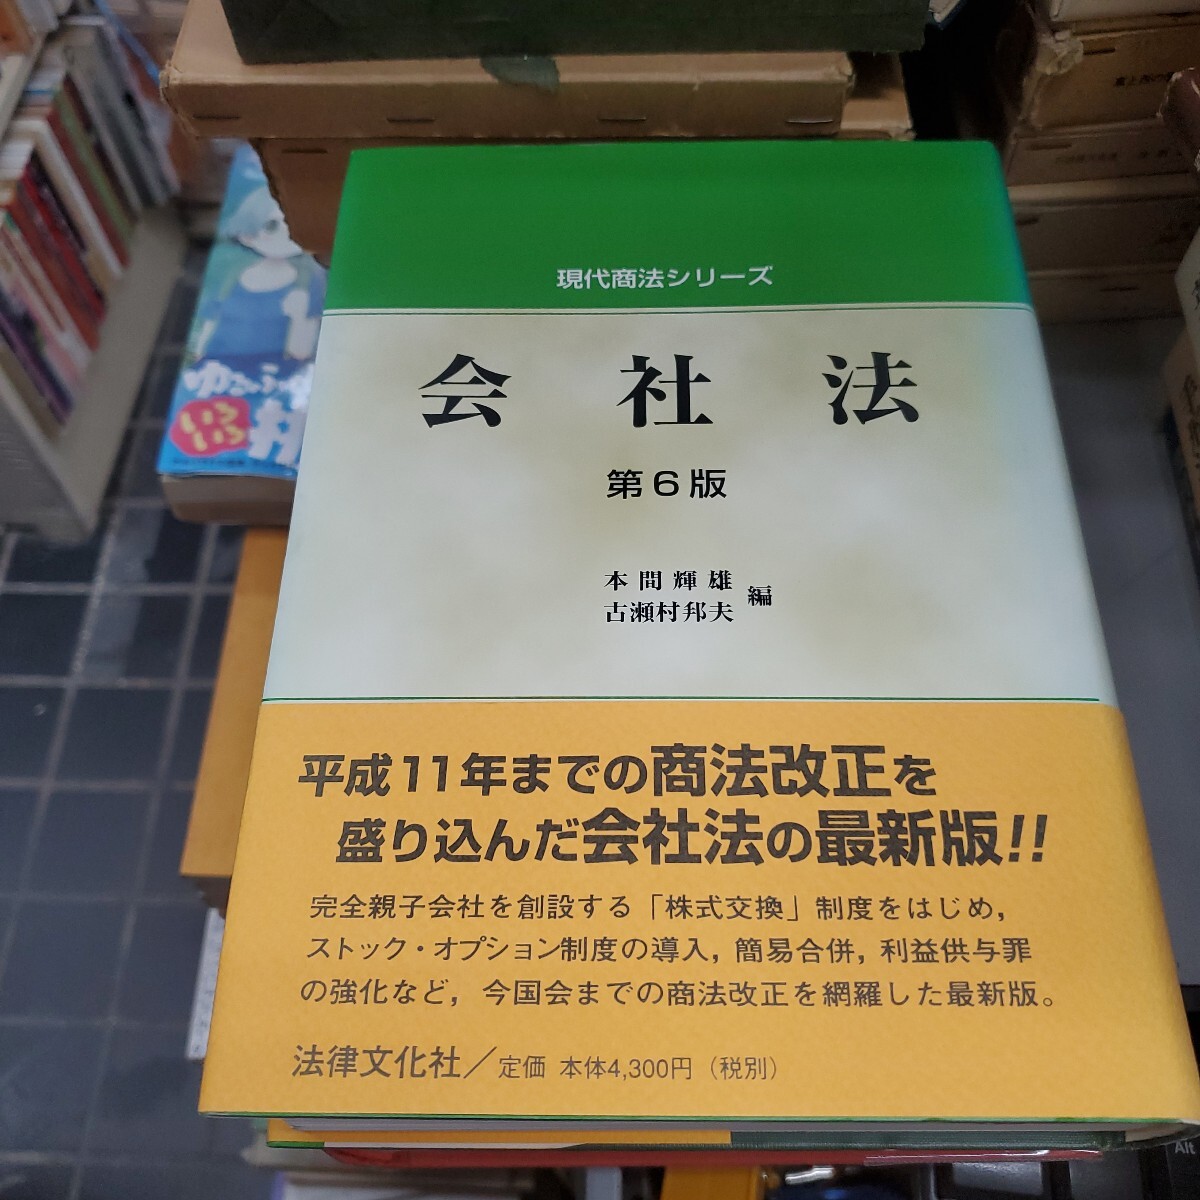 現代商法シリーズ
会社法
第6版
本間輝雄
古瀬村邦夫
編
平成11年までの商法改正を
盛り込んだ会社法の最新版!!
完全親子会社を創設する「株式交換」制度をはじめ,
ストック・オプション制度の導入, 簡易合併, 利益供与罪
の強化など, 今国会までの商法改正を網羅した最新版。
法律文化社/定価 本体4,300円（税別）
いろ
いろ
Alt